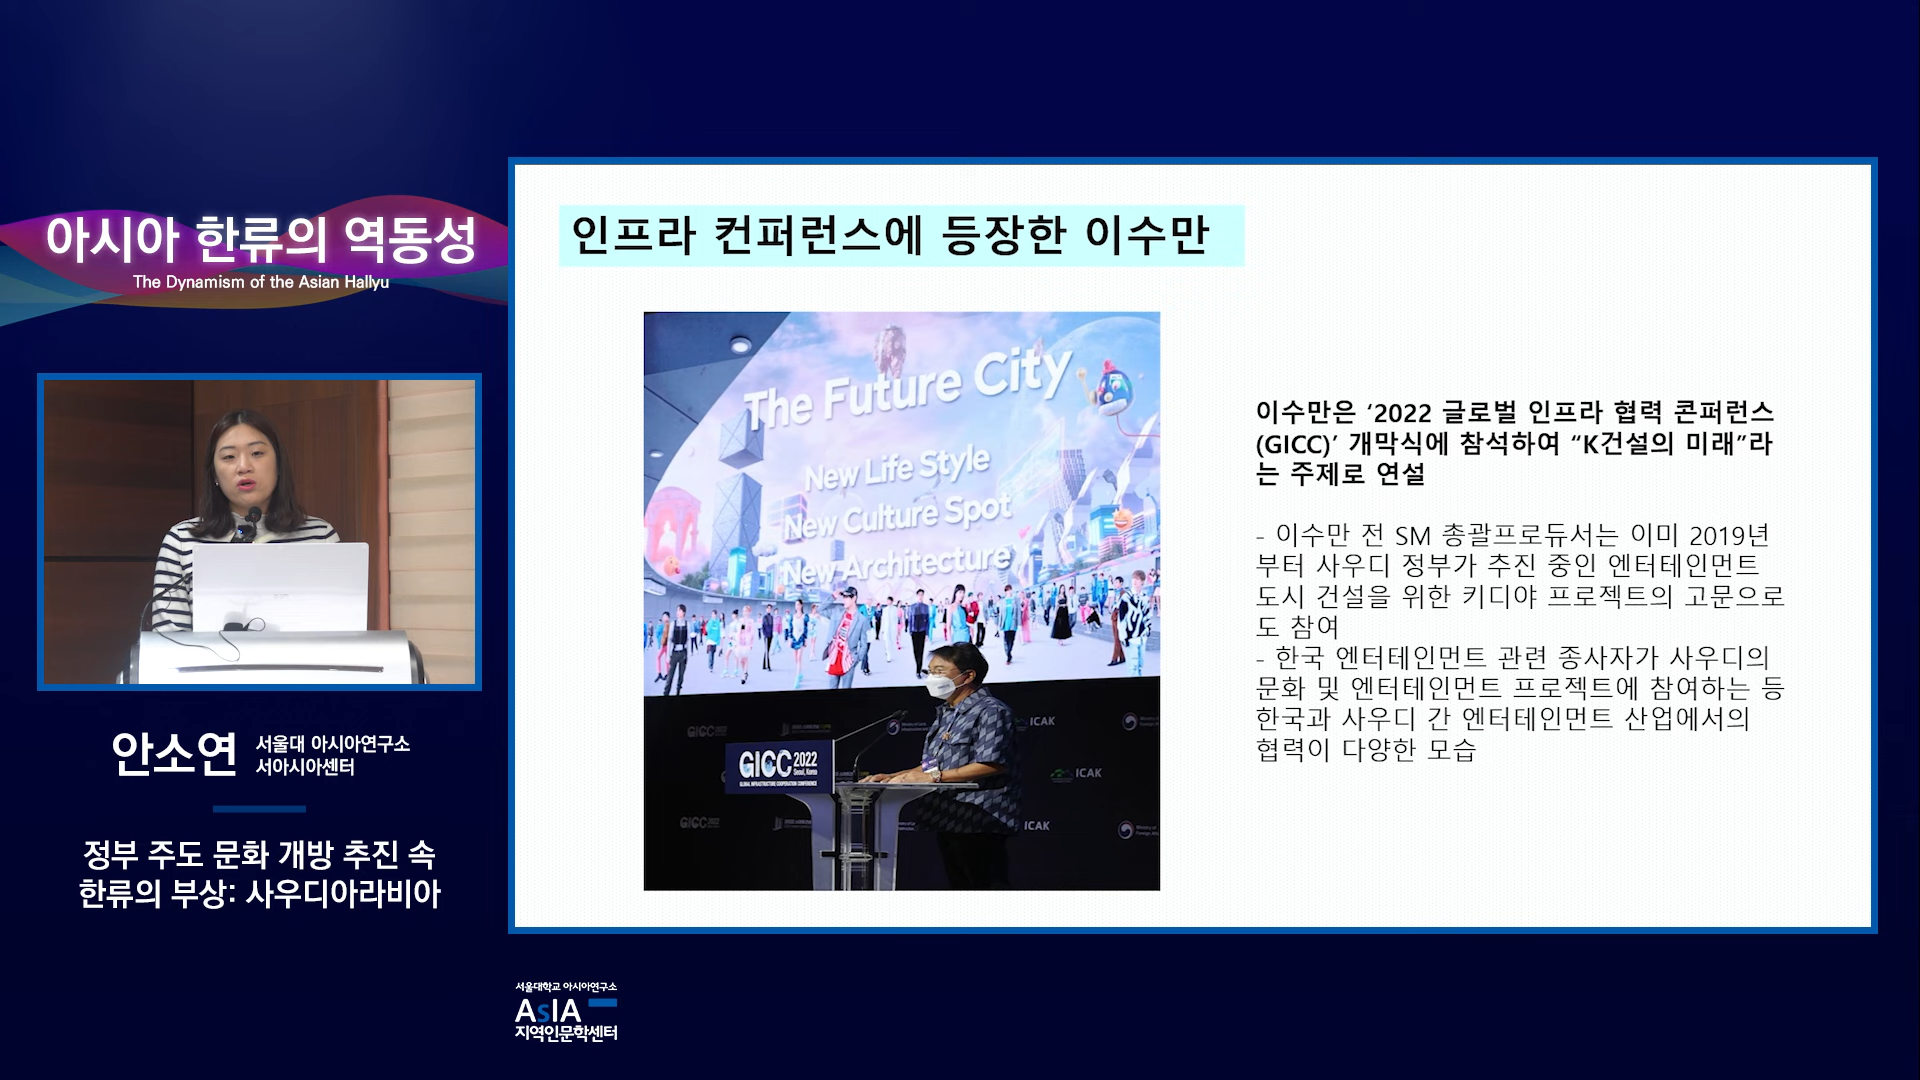 아시아 한류의 역동성
The Dynamism of the Asian Hallyu
안소연
서울대 아시아연구소
서아시아센터
정부 주도 문화 개방 추진 속
한류의 부상: 사우디아라비아
인프라 컨퍼런스에 등장한 이수만
The Future City
New Life Style
New Culture Spot
New Architecture
GICC
ICAK
GICC 2022
Seoul, Korea
GLOBAL INFRASTRUCTURE COOPERATION CONFERENCE
ICAK
GICC
ICAK
이수만은 ‘2022 글로벌 인프라 협력 콘퍼런스
(GICC)’ 개막식에 참석하여 “K건설의 미래”라
는 주제로 연설
- 이수만 전 SM 총괄프로듀서는 이미 2019년
부터 사우디 정부가 추진 중인 엔터테인먼트
도시 건설을 위한 키디야 프로젝트의 고문으로
도 참여
- 한국 엔터테인먼트 관련 종사자가 사우디의
문화 및 엔터테인먼트 프로젝트에 참여하는 등
한국과 사우디 간 엔터테인먼트 산업에서의
협력이 다양한 모습
서울대학교 아시아연구소
AsIA
지역인문학센터